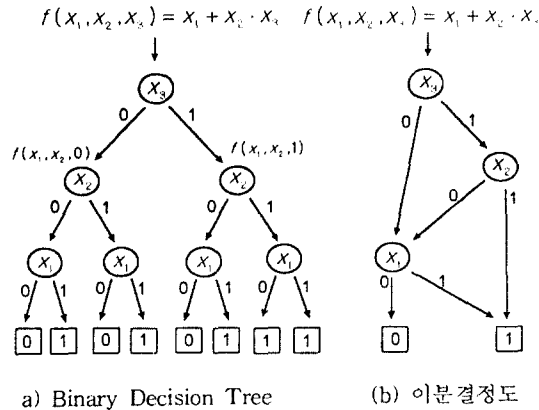 f(x₁,x₂,x₃) = x₁ + x₂ · x₃
f(x₁,x₂,x₃) = x₁ + x₂ · x₃
X₃
X₃
0 1
0 1
f(x₁,x₂,0)
f(x₁,x₂,1)
X₂
X₂
X₂
0 1
0 1
0 1
X₁
X₁
X₁
X₁
X₁
0 1
0 1
0 1
0 1
0 1
0 1 0 1 0 1 1 1
0 1
a) Binary Decision Tree
(b) 이분결정도